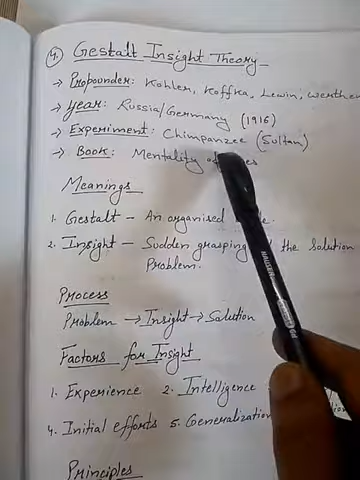 4. Gestalt Insight Theory
→ Propounder: Kohler, Koffka, Lewin,
→ Year: Russia/Germany (1916)
→ Experiment: Chimpanzee (Sultan)
→ Book: Mentality
Meanings
1. Gestalt - An organised
2. Insight - Sudden grasping the Solution
Problem.
Process
Problem → Insight → Solution
Factors for Insight
1. Experience 2. Intelligence
4. Initial efforts 5. Generalization
Principles